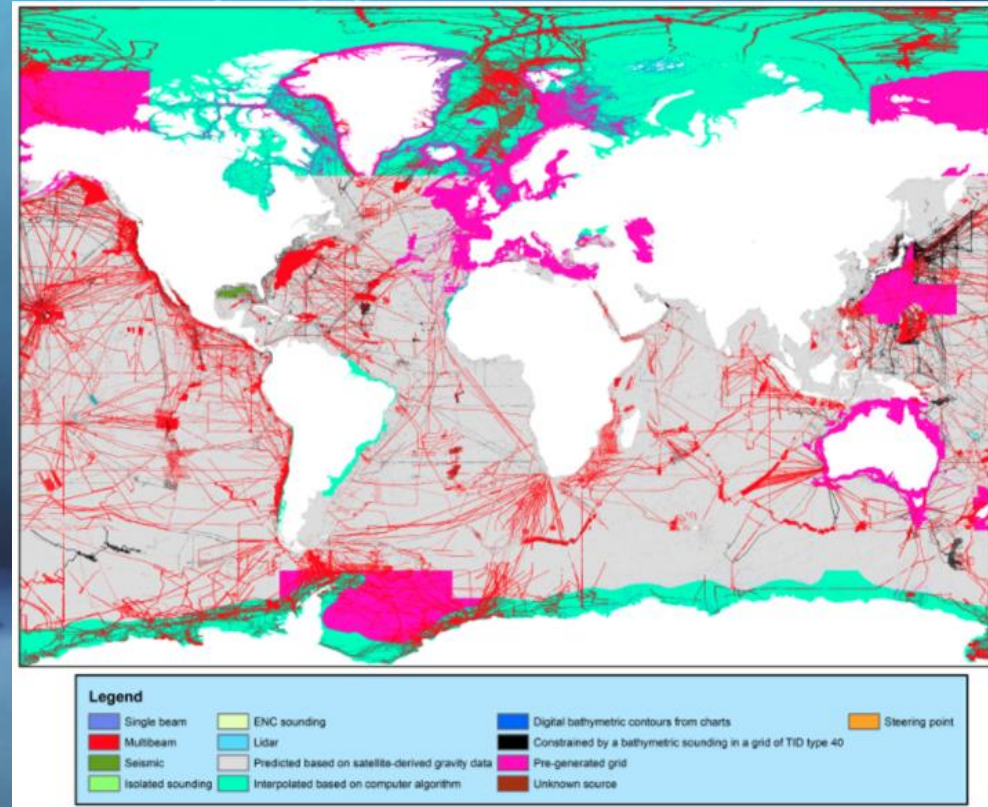 Legend
Single beam
Multibeam
Seismic
Isolated sounding
ENC sounding
Lidar
Predicted based on satellite-derived gravity data
Interpolated based on computer algorithm
Digital bathymetric contours from charts
Constrained by a bathymetric sounding in a grid of TID type 40
Pre-generated grid
Unknown source
Steering point